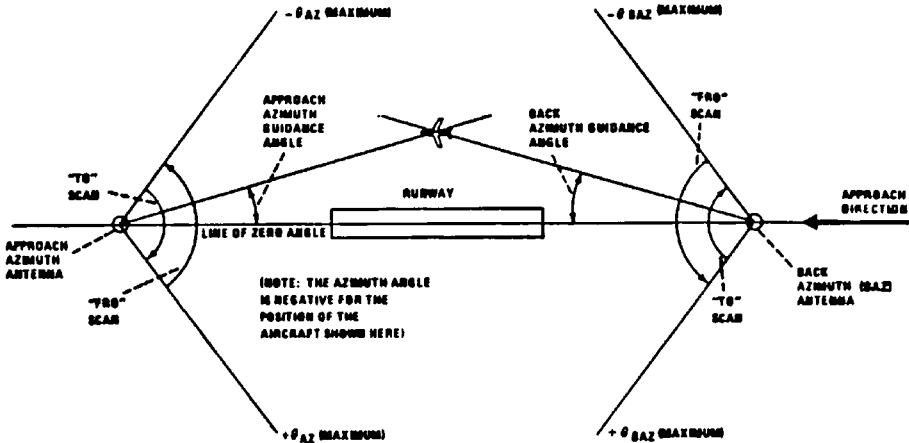 −θAZ (MAXIMUM)
−θBAZ (MAXIMUM)
APPROACH
AZIMUTH
GUIDANCE
ANGLE
BACK
AZIMUTH GUIDANCE
ANGLE
"FRO"
SCAN
"TO"
SCAN
RUNWAY
APPROACH
DIRECTION
LINE OF ZERO ANGLE
APPROACH
AZIMUTH
ANTENNA
"FRO"
SCAN
(NOTE: THE AZIMUTH ANGLE
IS NEGATIVE FOR THE
POSITION OF THE
AIRCRAFT SHOWN HERE)
"TO"
SCAN
BACK
AZIMUTH (BAZ)
ANTENNA
+θAZ (MAXIMUM)
+θBAZ (MAXIMUM)